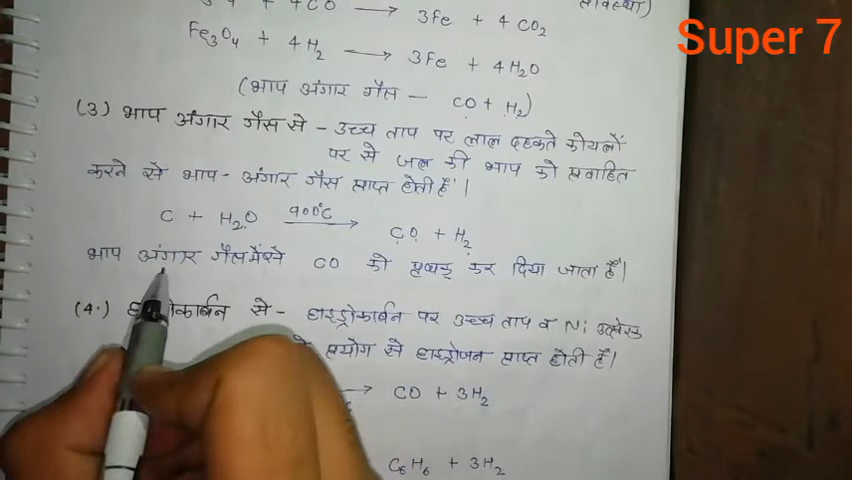 Super 7
+ 4CO → 3Fe + 4CO₂
Fe₃O₄ + 4H₂ → 3Fe + 4H₂O
(भाप अंगार गैस – CO + H₂)
(3) भाप अंगार गैस से – उच्च ताप पर लाल दहकते कोयलों
पर से जल की भाप को प्रवाहित
करने से भाप - अंगार गैस प्राप्त होती है।
C + H₂O 900°C → CO + H₂
भाप अंगार गैस में से CO को पृथक् कर दिया जाता है।
(4.) से – हाइड्रोकार्बन पर उच्च ताप व Ni उत्प्रेरक
प्रयोग से हाइड्रोजन प्राप्त होती है।
→ CO + 3H₂
C₆H₆ + 3H₂